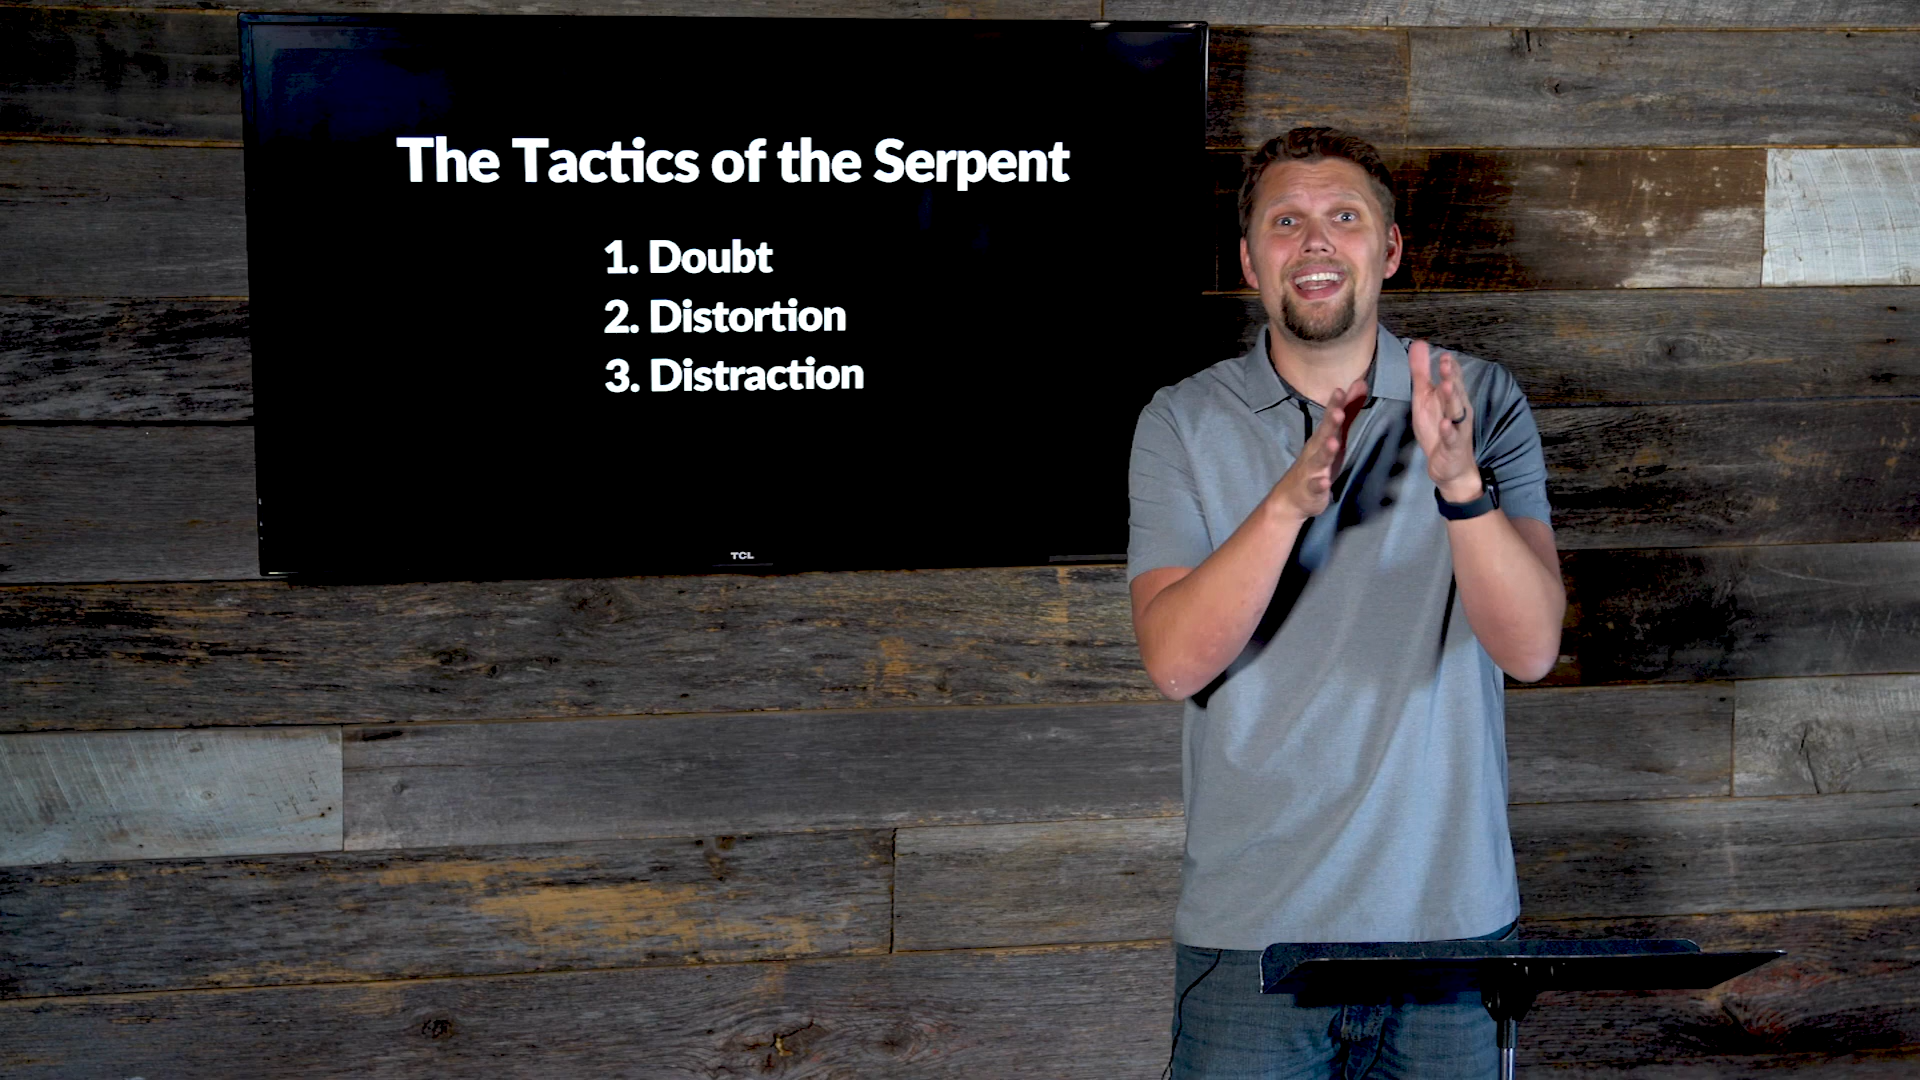 The Tactics of the Serpent
1. Doubt
2. Distortion
3. Distraction
TCL